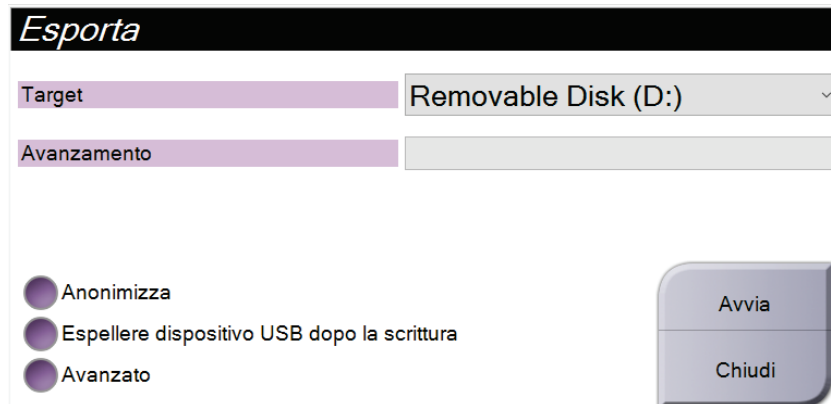 Esporta
Target
Removable Disk (D:)
Avanzamento
Anonimizza
Espellere dispositivo USB dopo la scrittura
Avanzato
Avvia
Chiudi